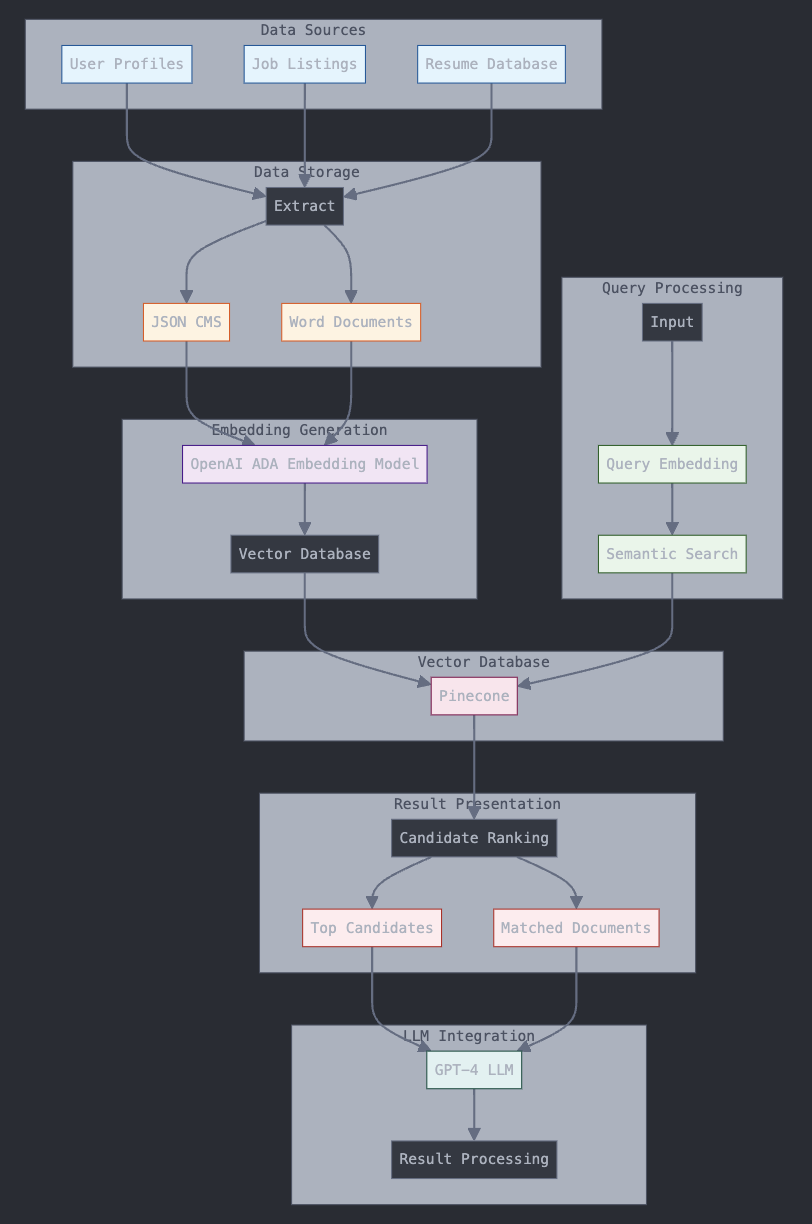 Data Sources
User Profiles
Job Listings
Resume Database
Data Storage
Extract
JSON CMS
Word Documents
Query Processing
Input
Embedding Generation
OpenAI ADA Embedding Model
Query Embedding
Vector Database
Semantic Search
Vector Database
Pinecone
Result Presentation
Candidate Ranking
Top Candidates
Matched Documents
LLM Integration
GPT-4 LLM
Result Processing